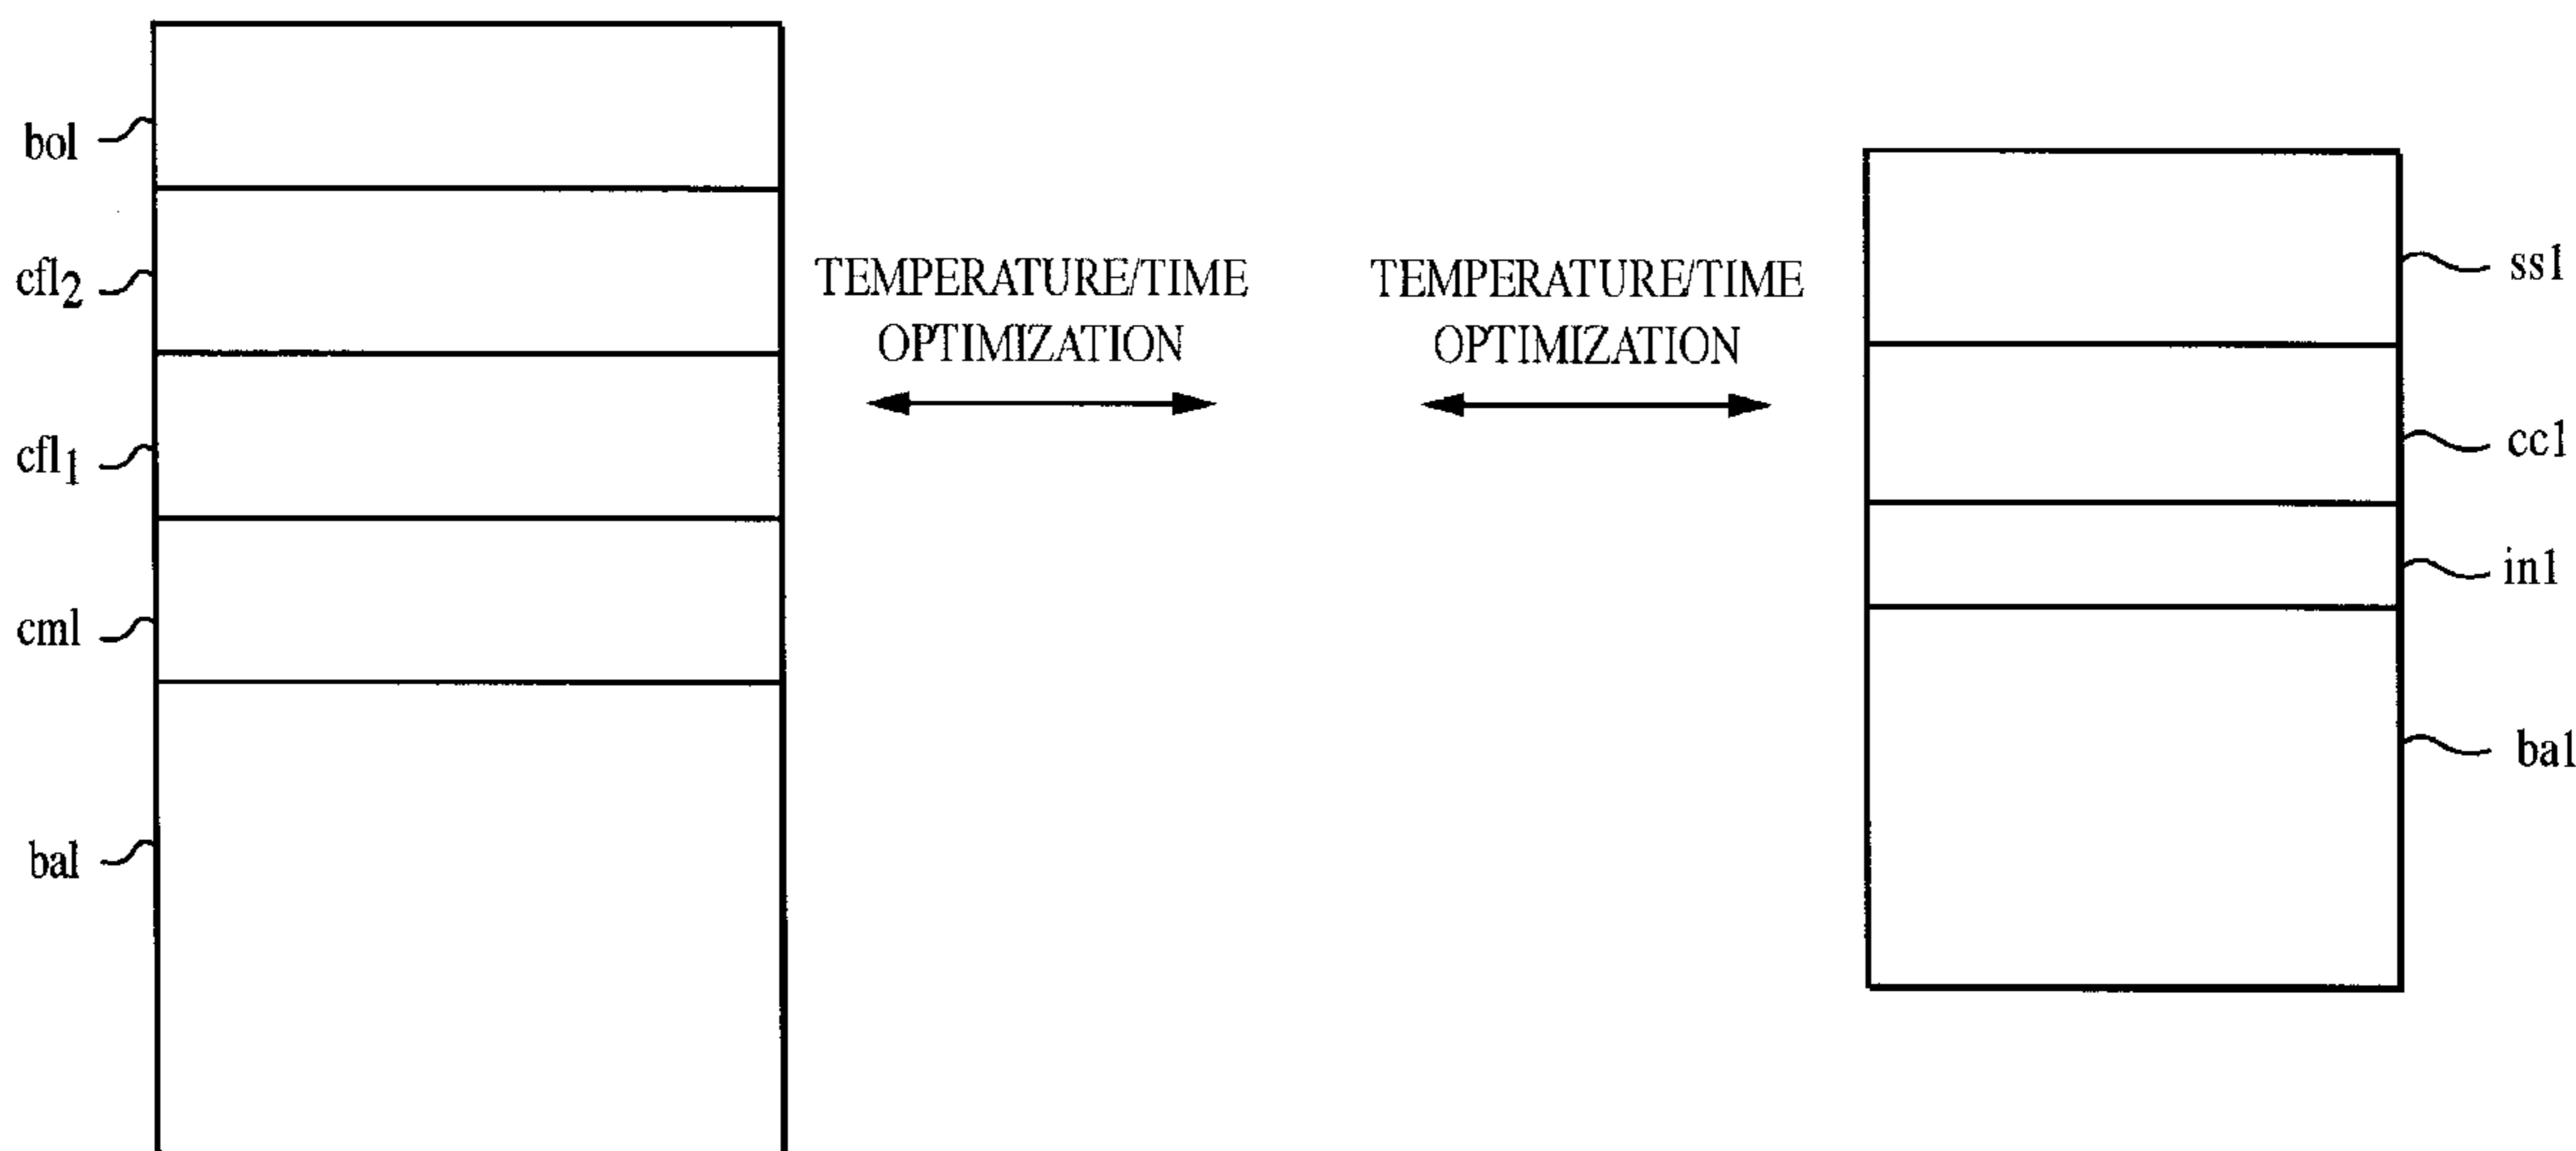 bol
cfl2
cfl1
cml
bal
TEMPERATURE/TIME
OPTIMIZATION
TEMPERATURE/TIME
OPTIMIZATION
ss1
cc1
in1
ba1